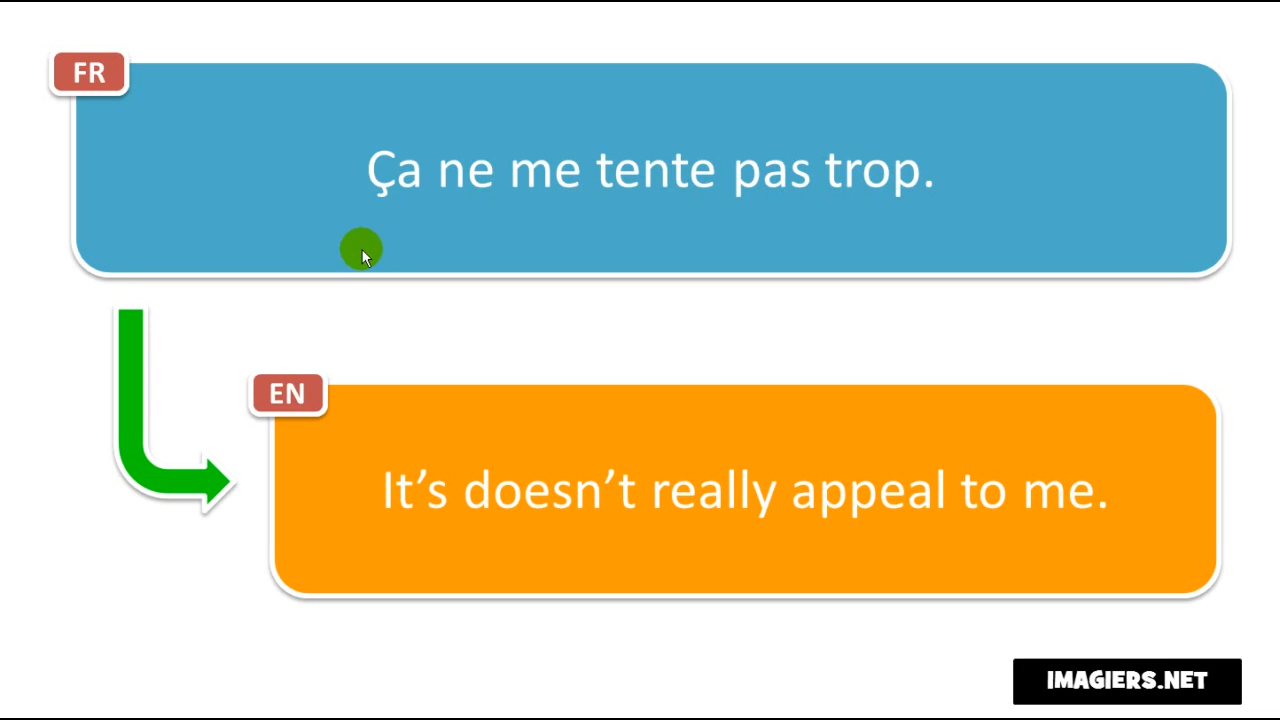 FR
Ça ne me tente pas trop.
EN
It’s doesn’t really appeal to me.
IMAGIERS.NET